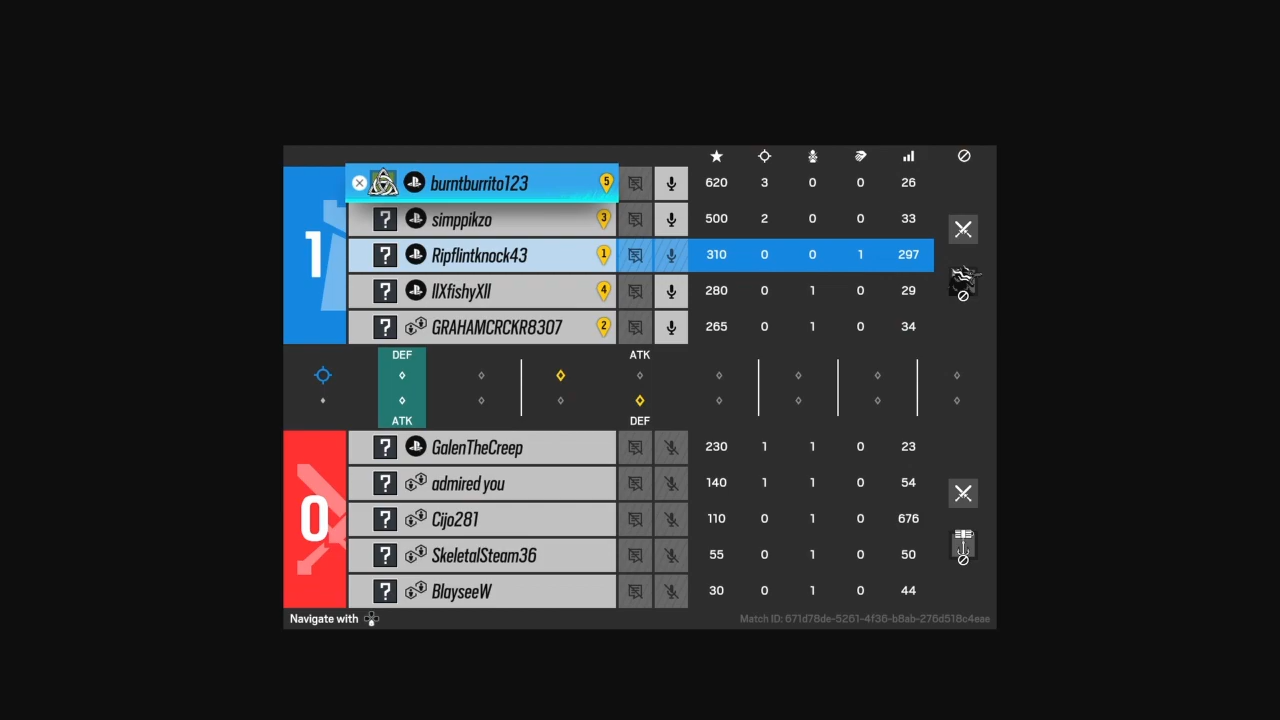 burntburrito123 5 620 3 0 0 26
1
? simppikzo 3 500 2 0 0 33
? Ripflintknock43 1 310 0 0 1 297
? llXfishyXll 4 280 0 1 0 29
? GRAHAMCRCKR8307 2 265 0 1 0 34
DEF ATK
ATK DEF
? GalenTheCreep 230 1 1 0 23
? admired you 140 1 1 0 54
0
? Cijo281 110 0 1 0 676
? SkeletalSteam36 55 0 1 0 50
? BlayseeW 30 0 1 0 44
Navigate with Match ID: 671d78de-5261-4f36-b8ab-276d518c4eae